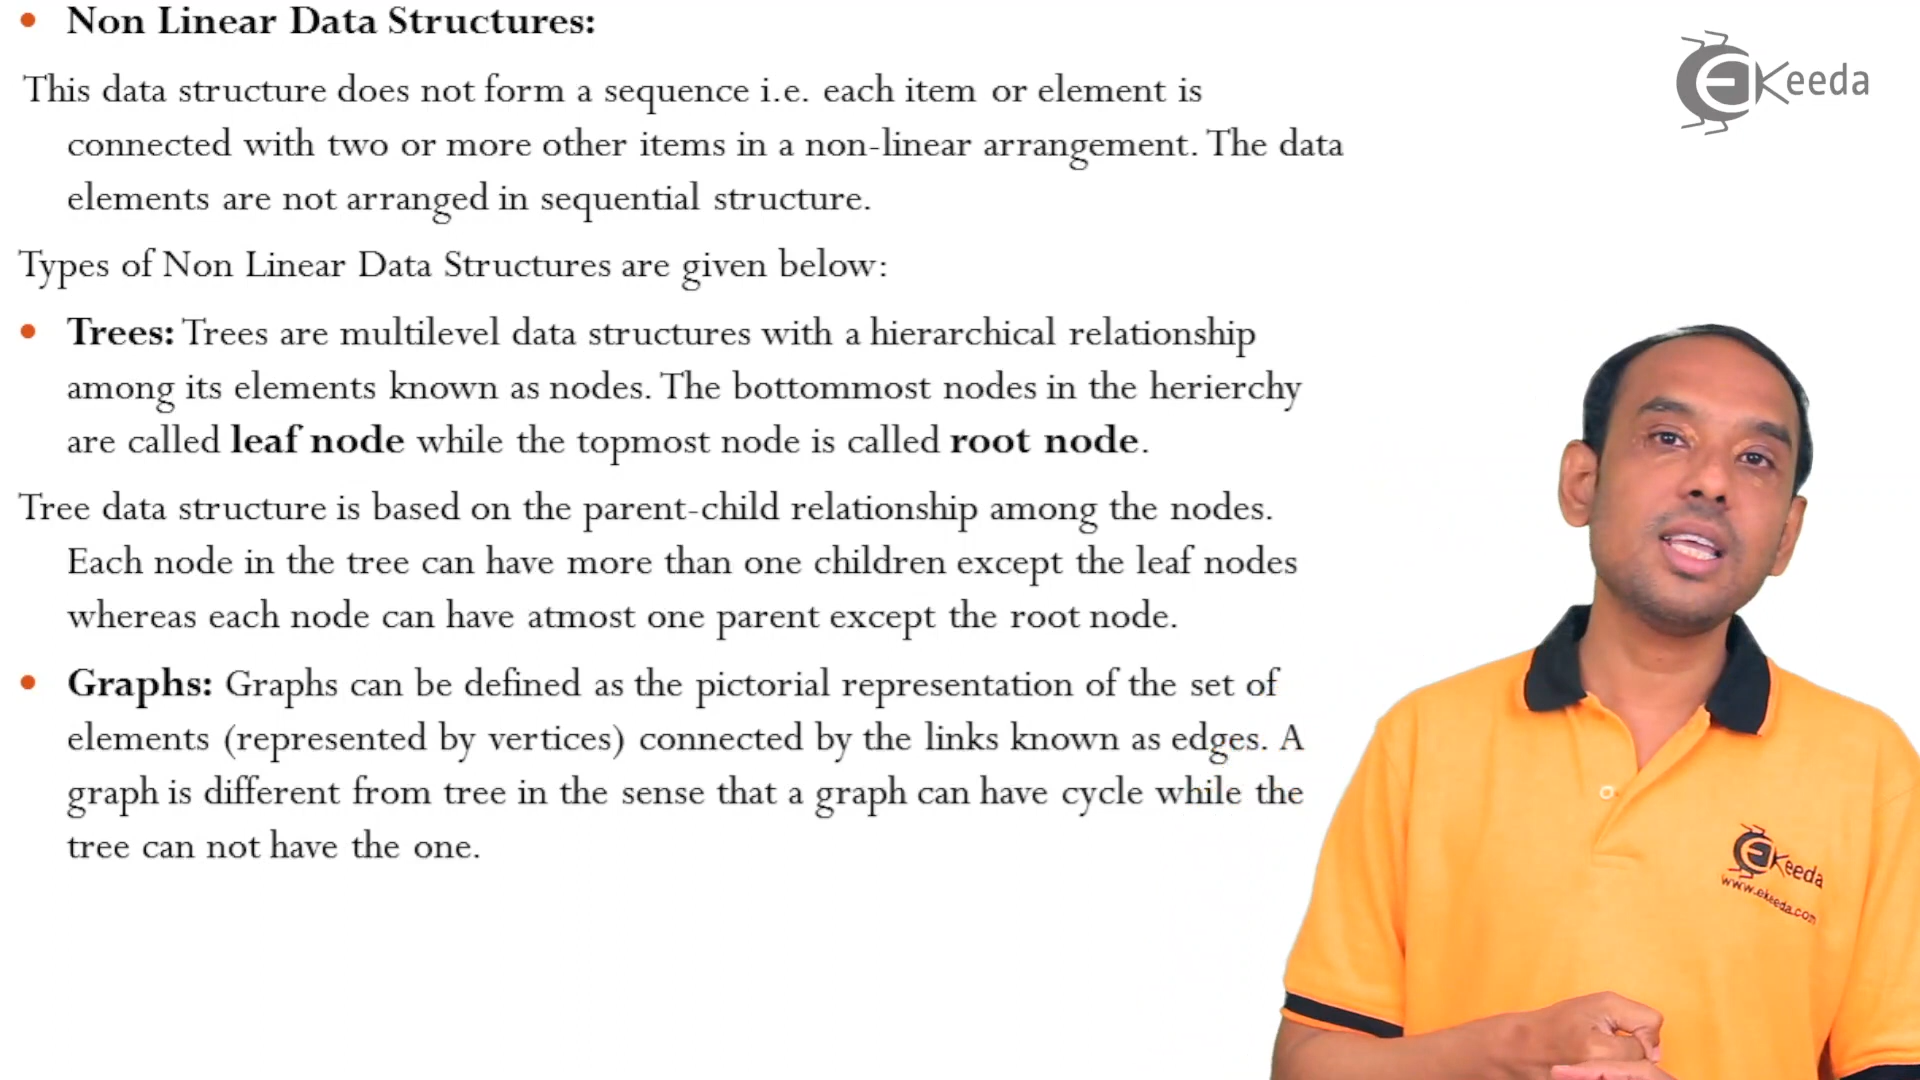 • Non Linear Data Structures:
This data structure does not form a sequence i.e. each item or element is
connected with two or more other items in a non-linear arrangement. The data
elements are not arranged in sequential structure.
Types of Non Linear Data Structures are given below:
• Trees: Trees are multilevel data structures with a hierarchical relationship
among its elements known as nodes. The bottommost nodes in the herierchy
are called leaf node while the topmost node is called root node.
Tree data structure is based on the parent-child relationship among the nodes.
Each node in the tree can have more than one children except the leaf nodes
whereas each node can have atmost one parent except the root node.
• Graphs: Graphs can be defined as the pictorial representation of the set of
elements (represented by vertices) connected by the links known as edges. A
graph is different from tree in the sense that a graph can have cycle while the
tree can not have the one.
EKeeda
EKeeda
www.ekeeda.com